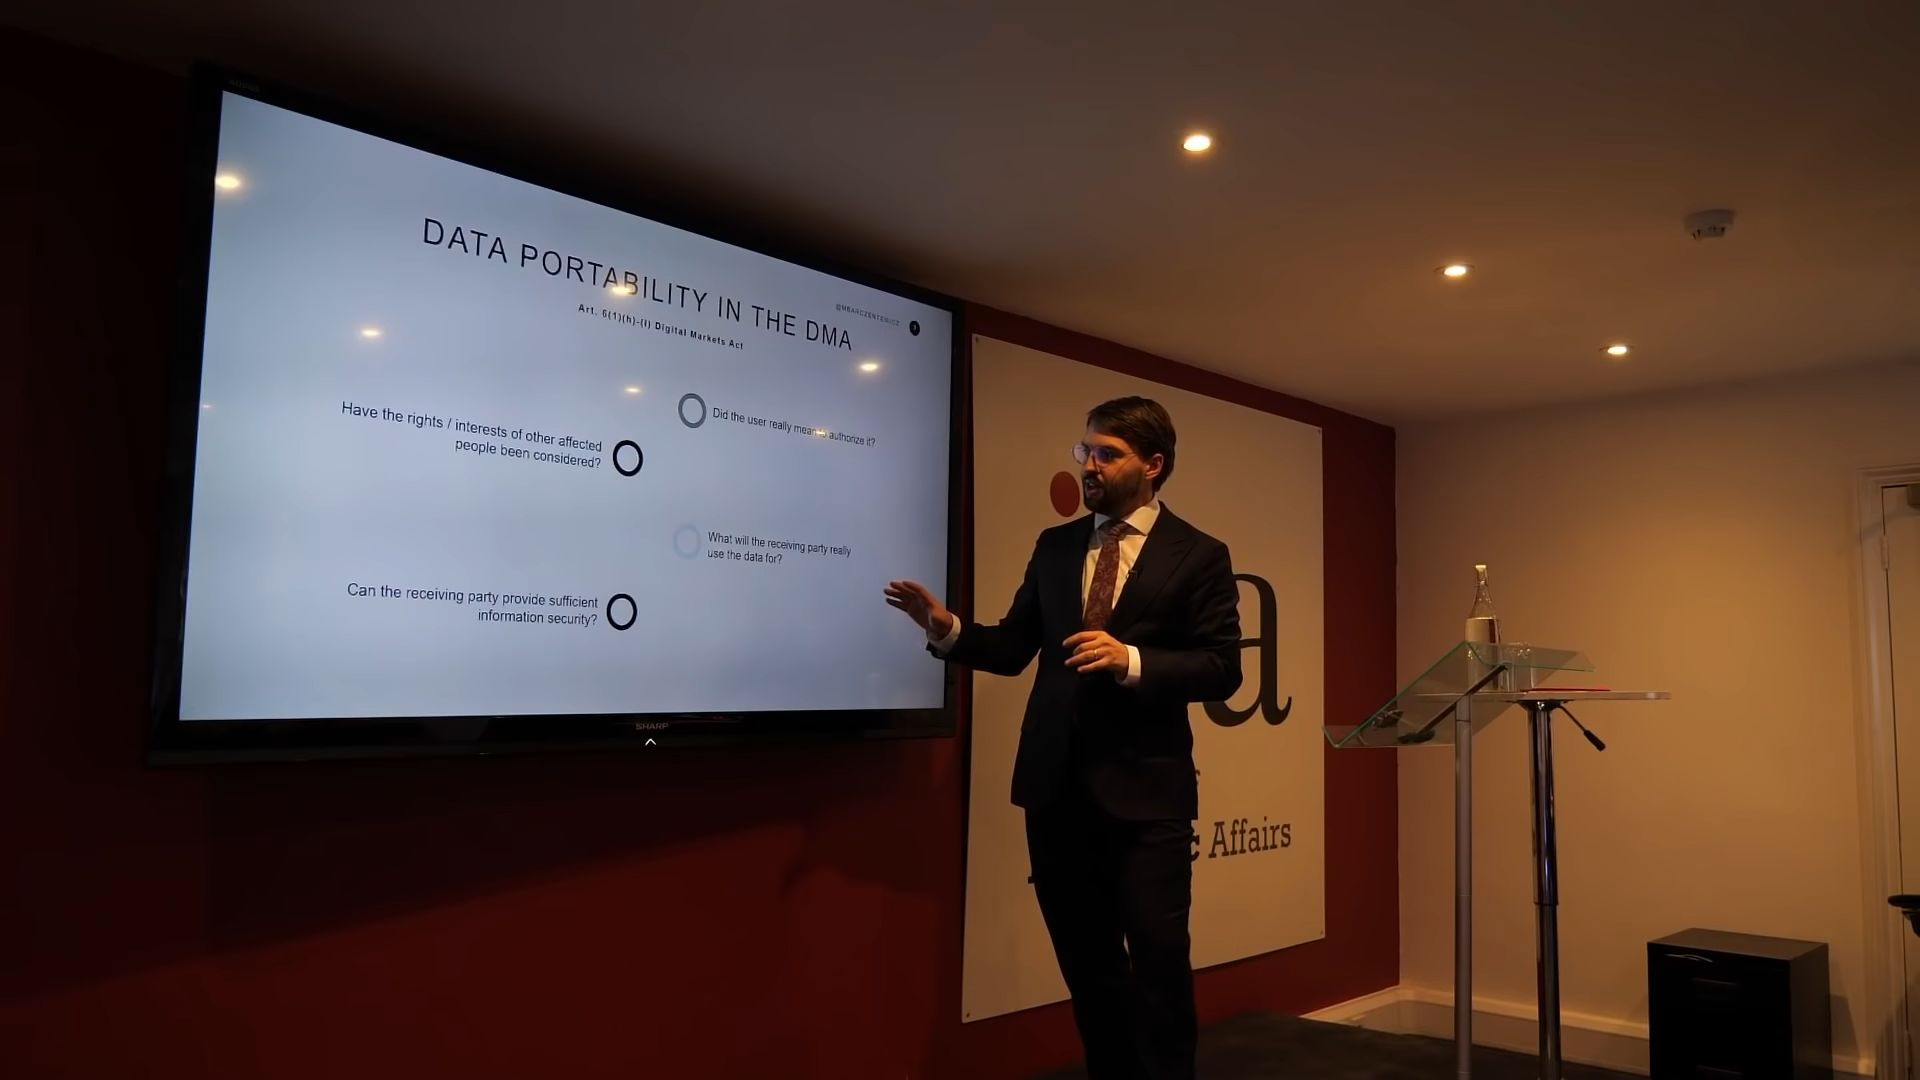 DATA PORTABILITY IN THE DMA
@MBARCZENTEWICZ
Art. 6(1)(h)-(i) Digital Markets Act
Have the rights / interests of other affected
people been considered?
Did the user really mean to authorize it?
What will the receiving party really
use the data for?
Can the receiving party provide sufficient
information security?
SHARP
a
Affairs